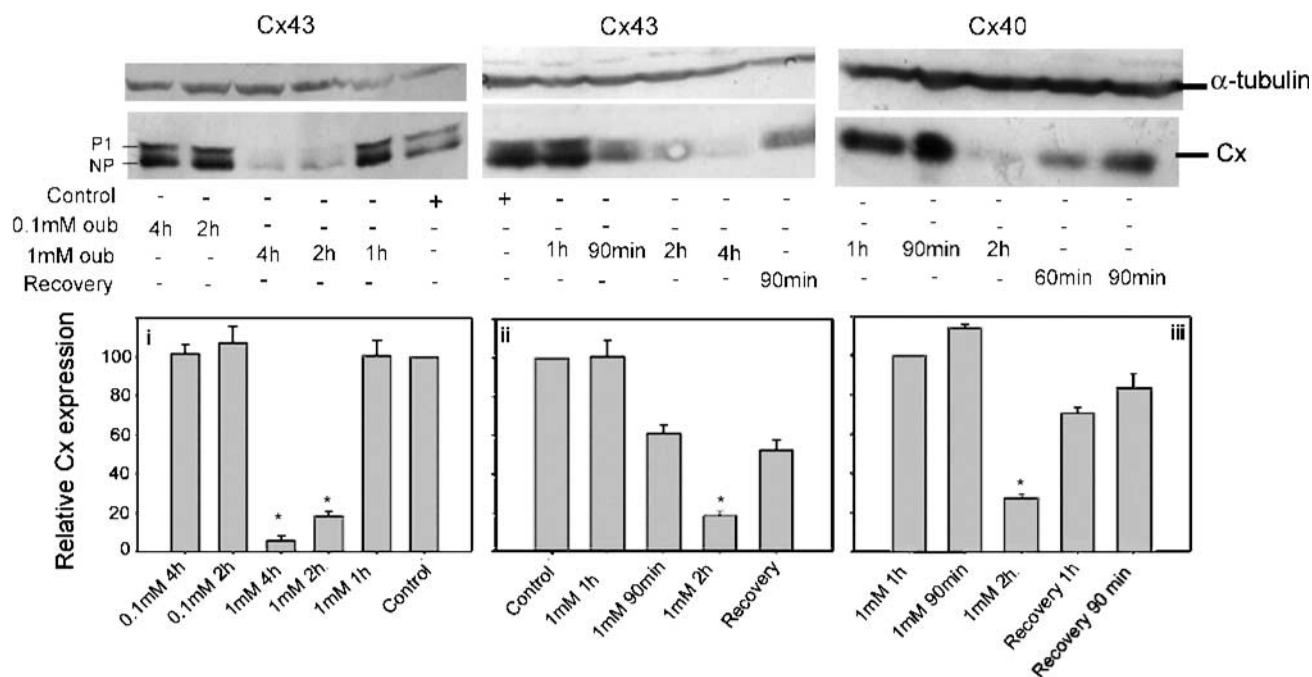 Cx43 Cx43 Cx40
α-tubulin
P1
NP
Cx
Control - - - - - + + - - - - - - - - - -
0.1mM oub 4h 2h - - - - - - - - - - - - - - -
1mM oub - - 4h 2h 1h - - 1h 90min 2h 4h - 1h 90min 2h - -
Recovery - - - - - - - - - - - 90min - - - 60min 90min
Relative Cx expression
i ii iii
100
80
60
40
20
0
* * * *
0.1mM 4h 0.1mM 2h 1mM 4h 1mM 2h. 1mM 1h Control
Control 1mM 1h 1mM 90min 1mM 2h Recovery
1mM 1h 1mM 90min 1mM 2h. Recovery 1h Recovery 90 min